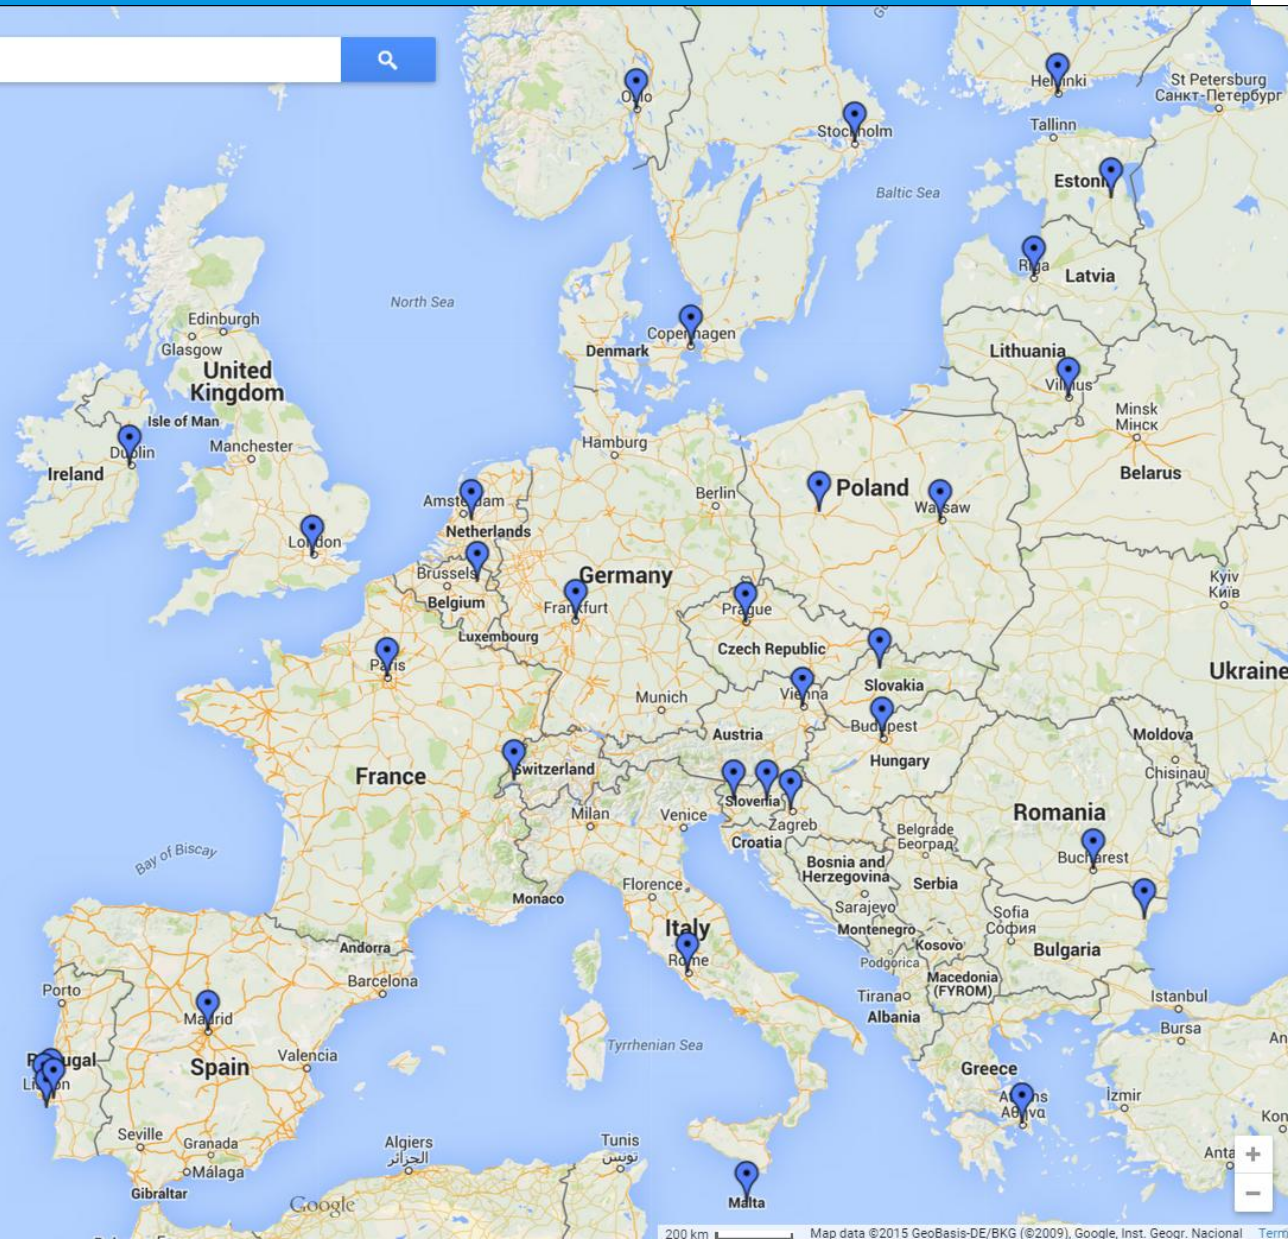 Oslo
Helsinki
St Petersburg
Санкт-Петербург
Stockholm
Tallinn
Estonia
Baltic Sea
Riga
Latvia
North Sea
Edinburgh
Glasgow
Copenhagen
Denmark
Lithuania
Vilnius
United
Kingdom
Isle of Man
Minsk
Мінск
Dublin
Manchester
Hamburg
Ireland
Belarus
Amsterdam
Berlin
Poland
Warsaw
Netherlands
London
Brussels
Germany
Kyiv
Київ
Belgium
Frankfurt
Prague
Luxembourg
Czech Republic
Paris
Ukraine
Slovakia
Munich
Vienna
Budapest
Austria
Moldova
Hungary
France
Switzerland
Chisinau
Slovenia
Milan
Venice
Zagreb
Romania
Croatia
Belgrade
Београд
Bay of Biscay
Bosnia and
Herzegovina
Bucharest
Florence
Serbia
Monaco
Sarajevo
Sofia
София
Italy
Montenegro
Kosovo
Andorra
Bulgaria
Rome
Podgorica
Barcelona
Macedonia
(FYROM)
Porto
Tirana
Istanbul
Madrid
Albania
Bursa
An
Tyrrhenian Sea
Valencia
Portugal
Spain
Greece
Lisbon
Athens
Αθήνα
İzmir
Kon
Seville
Granada
Algiers
الجزائر
Tunis
تونس
Málaga
Anta
+
Gibraltar
Malta
−
Google
200 km
Map data ©2015 GeoBasis-DE/BKG (©2009), Google, Inst. Geogr. Nacional
Term